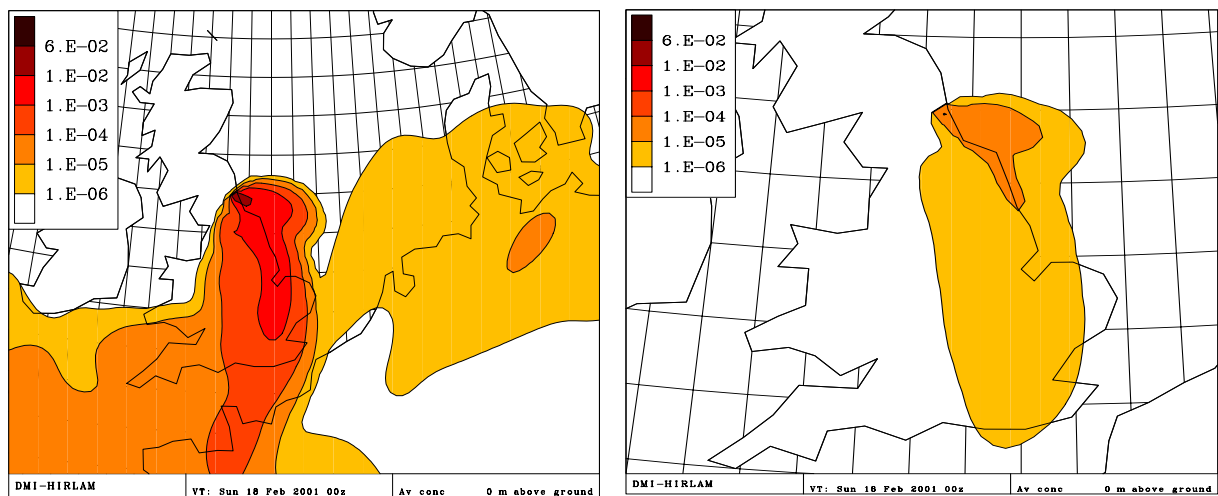 6.E-02
1.E-02
1.E-03
1.E-04
1.E-05
1.E-06
DMI-HIRLAM
VT: Sun 18 Feb 2001 00z
Av conc
0 m above ground
6.E-02
1.E-02
1.E-03
1.E-04
1.E-05
1.E-06
DMI-HIRLAM
VT: Sun 18 Feb 2001 00z
Av conc
0 m above ground